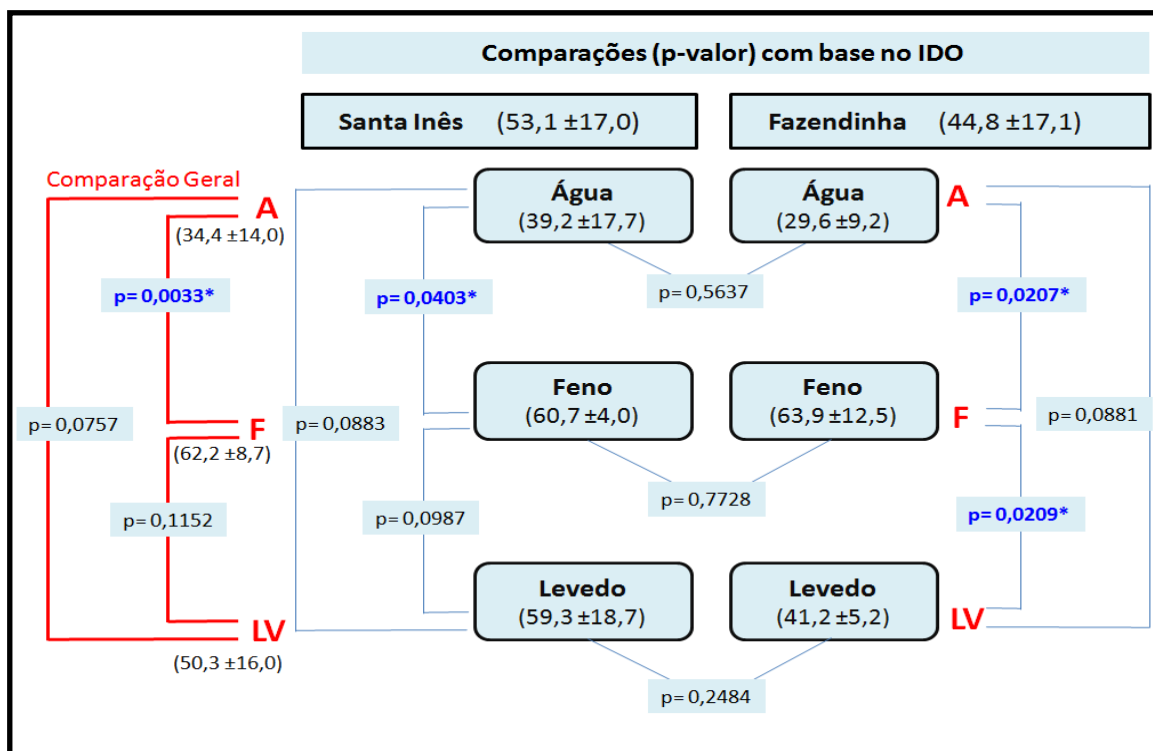 Comparações (p-valor) com base no IDO
Santa Inês (53,1 ±17,0)
Fazendinha (44,8 ±17,1)
Comparação Geral
A
(34,4 ±14,0)
Água
(39,2 ±17,7)
Água
(29,6 ±9,2)
A
p= 0,0033*
p= 0,0403*
p= 0,5637
p= 0,0207*
Feno
(60,7 ±4,0)
Feno
(63,9 ±12,5)
p= 0,0757
F
(62,2 ±8,7)
p= 0,0883
F
p= 0,0881
p= 0,7728
p= 0,1152
p= 0,0987
p= 0,0209*
Levedo
(59,3 ±18,7)
Levedo
(41,2 ±5,2)
LV
(50,3 ±16,0)
LV
p= 0,2484